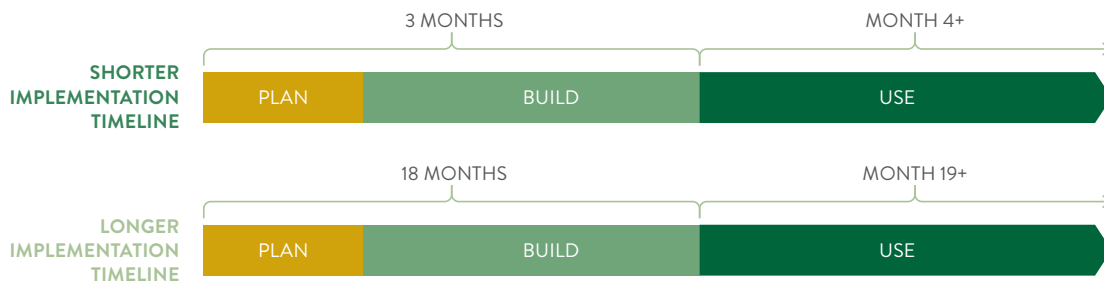 3 MONTHS
MONTH 4+
SHORTER
IMPLEMENTATION
TIMELINE
PLAN
BUILD
USE
18 MONTHS
MONTH 19+
LONGER
IMPLEMENTATION
TIMELINE
PLAN
BUILD
USE